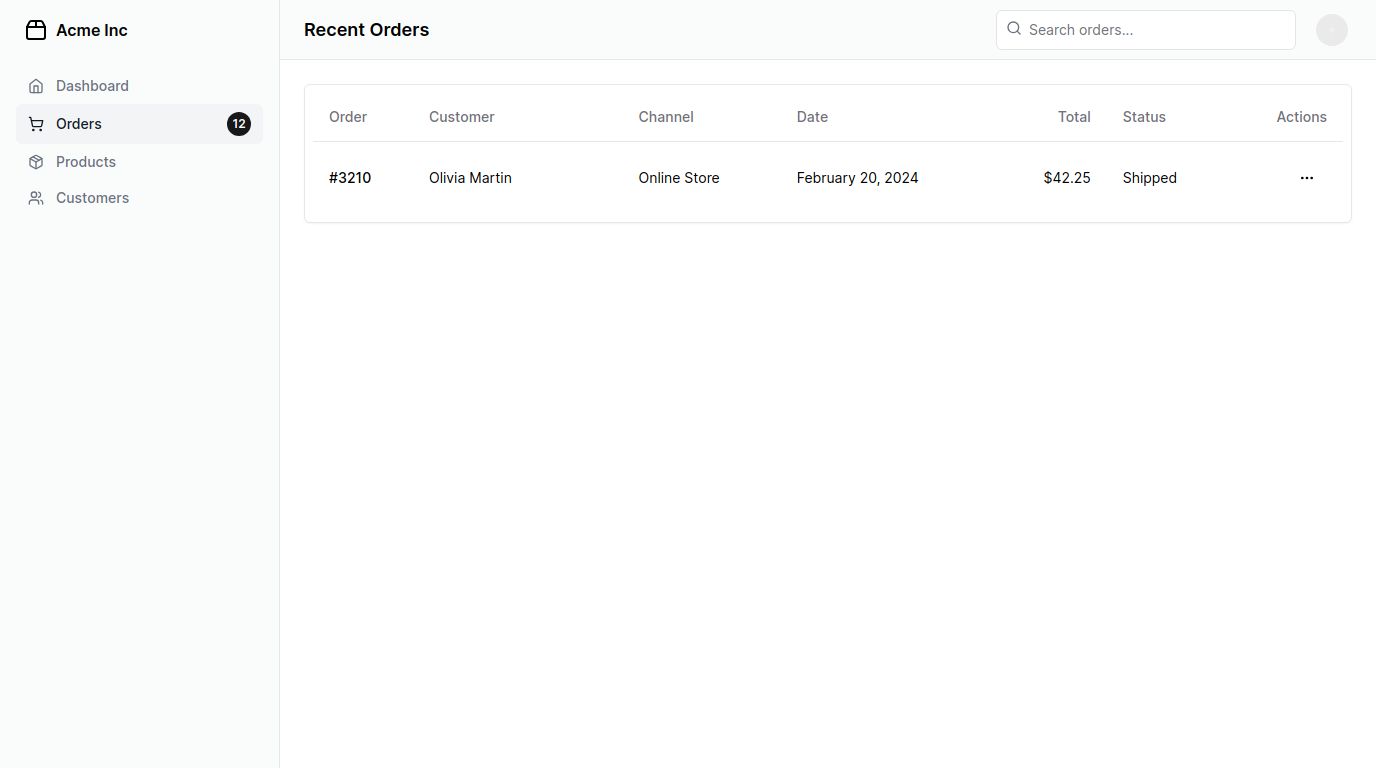 Acme Inc
Dashboard
Orders 12
Products
Customers
Recent Orders
Search orders...
Order Customer Channel Date Total Status Actions
#3210 Olivia Martin Online Store February 20, 2024 $42.25 Shipped